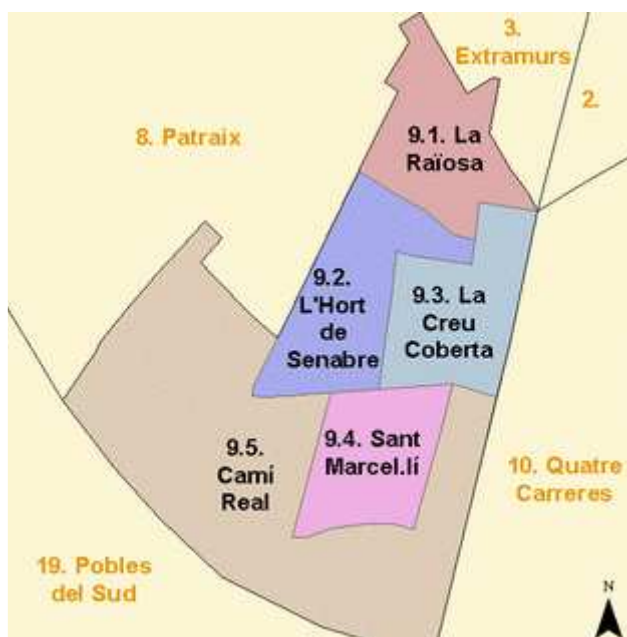 3.
Extramurs
2.
8. Patraix
9.1. La
Raïosa
9.2.
L'Hort
de
Senabre
9.3. La
Creu
Coberta
9.4. Sant
Marcel.lí
9.5.
Camí
Real
10. Quatre
Carreres
19. Pobles
del Sud
N